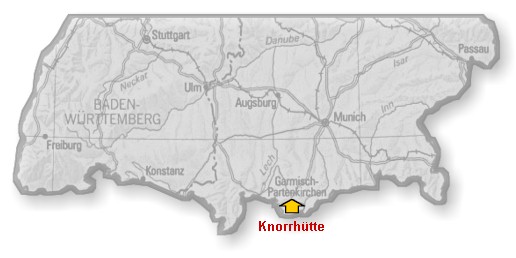 Stuttgart
Danube
Passau
Neckar
Isar
Ulm
Augsburg
BADEN-
WÜRTTEMBERG
Inn
Munich
Freiburg
Lech
Konstanz
Garmisch-
Partenkirchen
Knorrhütte